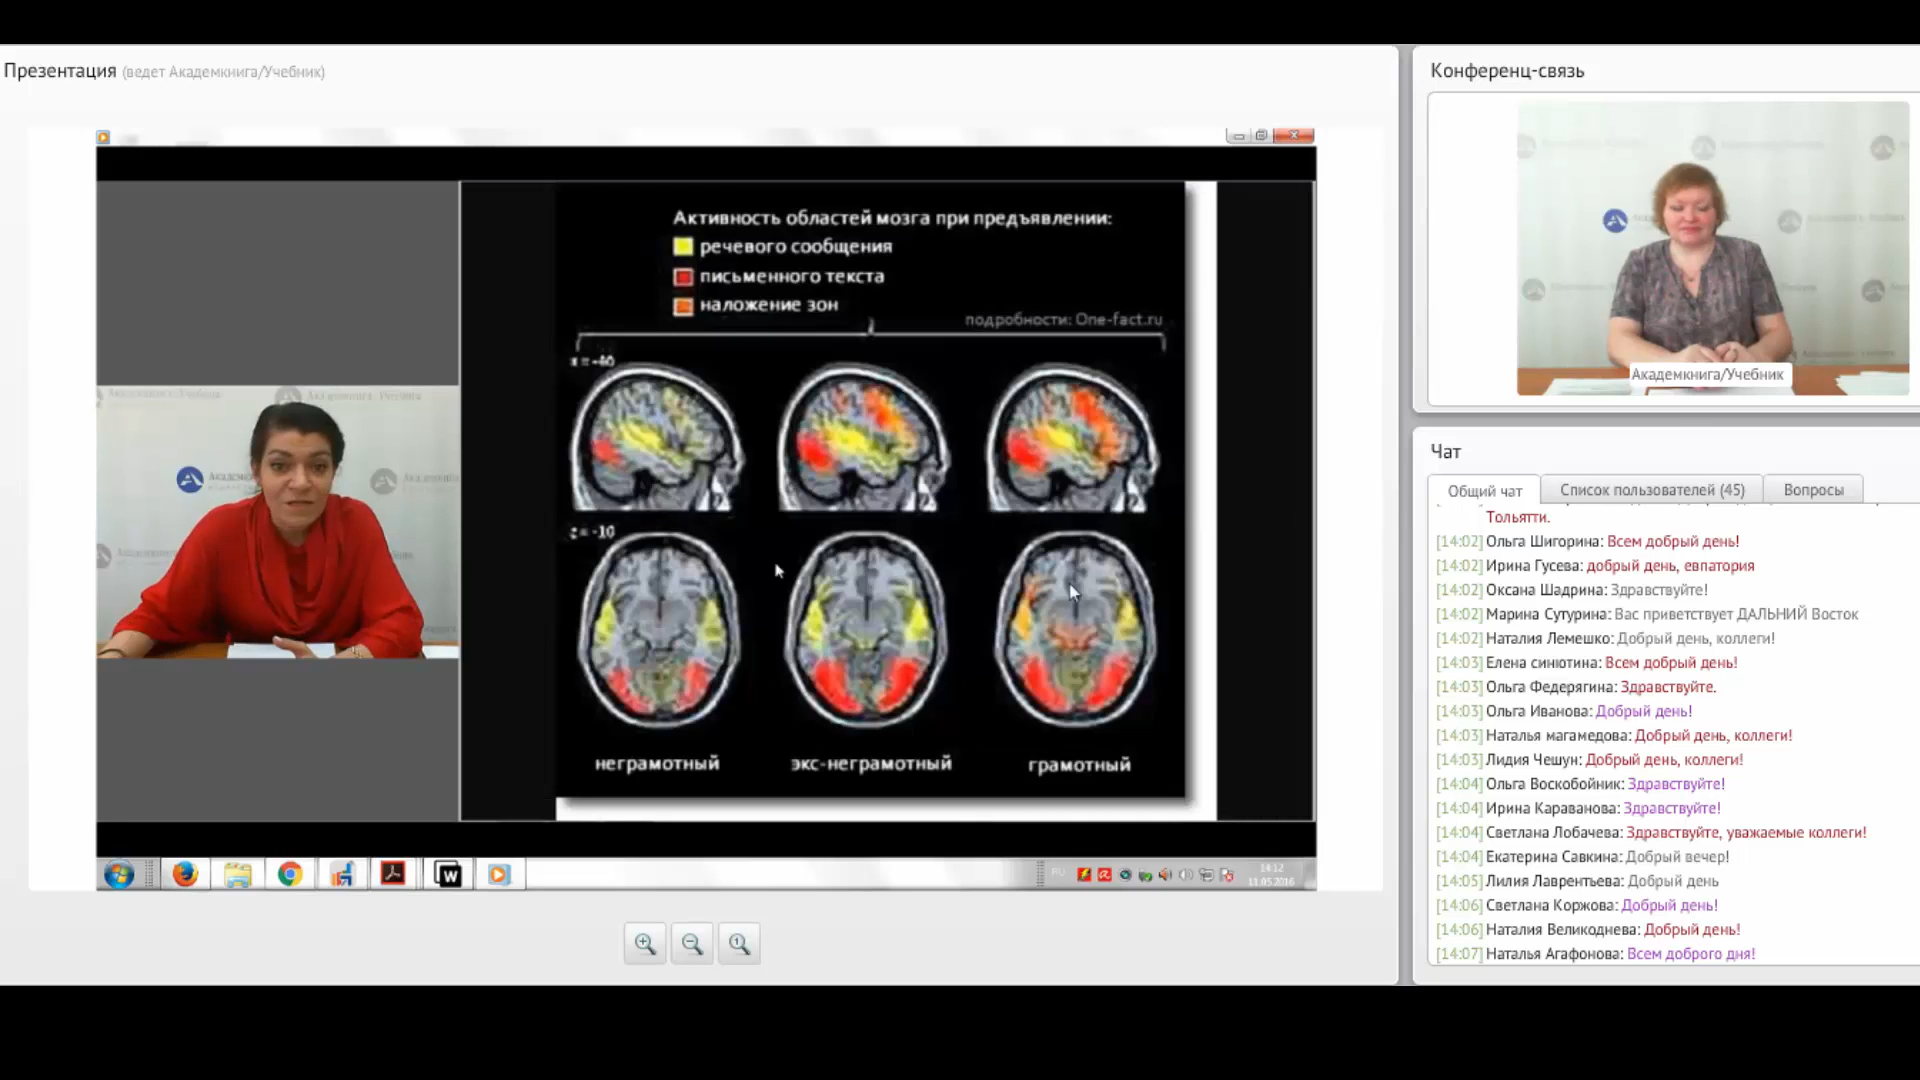 Презентация (ведет Академкнига/Учебник)
Активность областей мозга при предъявлении:
речевого сообщения
письменного текста
наложение зон
подробности: One-fact.ru
z = -10
неграмотный
экс-неграмотный
грамотный
RU
14:12
11.05.2016
Конференц-связь
Академкнига/Учебник
Чат
Общий чат
Список пользователей (45)
Вопросы
Тольятти.
[14:02] Ольга Шигорина: Всем добрый день!
[14:02] Ирина Гусева: добрый день, евпатория
[14:02] Оксана Шадрина: Здравствуйте!
[14:02] Марина Сутурина: Вас приветствует ДАЛЬНИЙ Восток
[14:02] Наталия Лемешко: Добрый день, коллеги!
[14:03] Елена синютина: Всем добрый день!
[14:03] Ольга Федерягина: Здравствуйте.
[14:03] Ольга Иванова: Добрый день!
[14:03] Наталья магамедова: Добрый день, коллеги!
[14:03] Лидия Чешун: Добрый день, коллеги!
[14:04] Ольга Воскобойник: Здравствуйте!
[14:04] Ирина Караванова: Здравствуйте!
[14:04] Светлана Лобачева: Здравствуйте, уважаемые коллеги!
[14:04] Екатерина Савкина: Добрый вечер!
[14:05] Лилия Лаврентьева: Добрый день
[14:06] Светлана Коржова: Добрый день!
[14:06] Наталия Великоднева: Добрый день!
[14:07] Наталья Агафонова: Всем доброго дня!